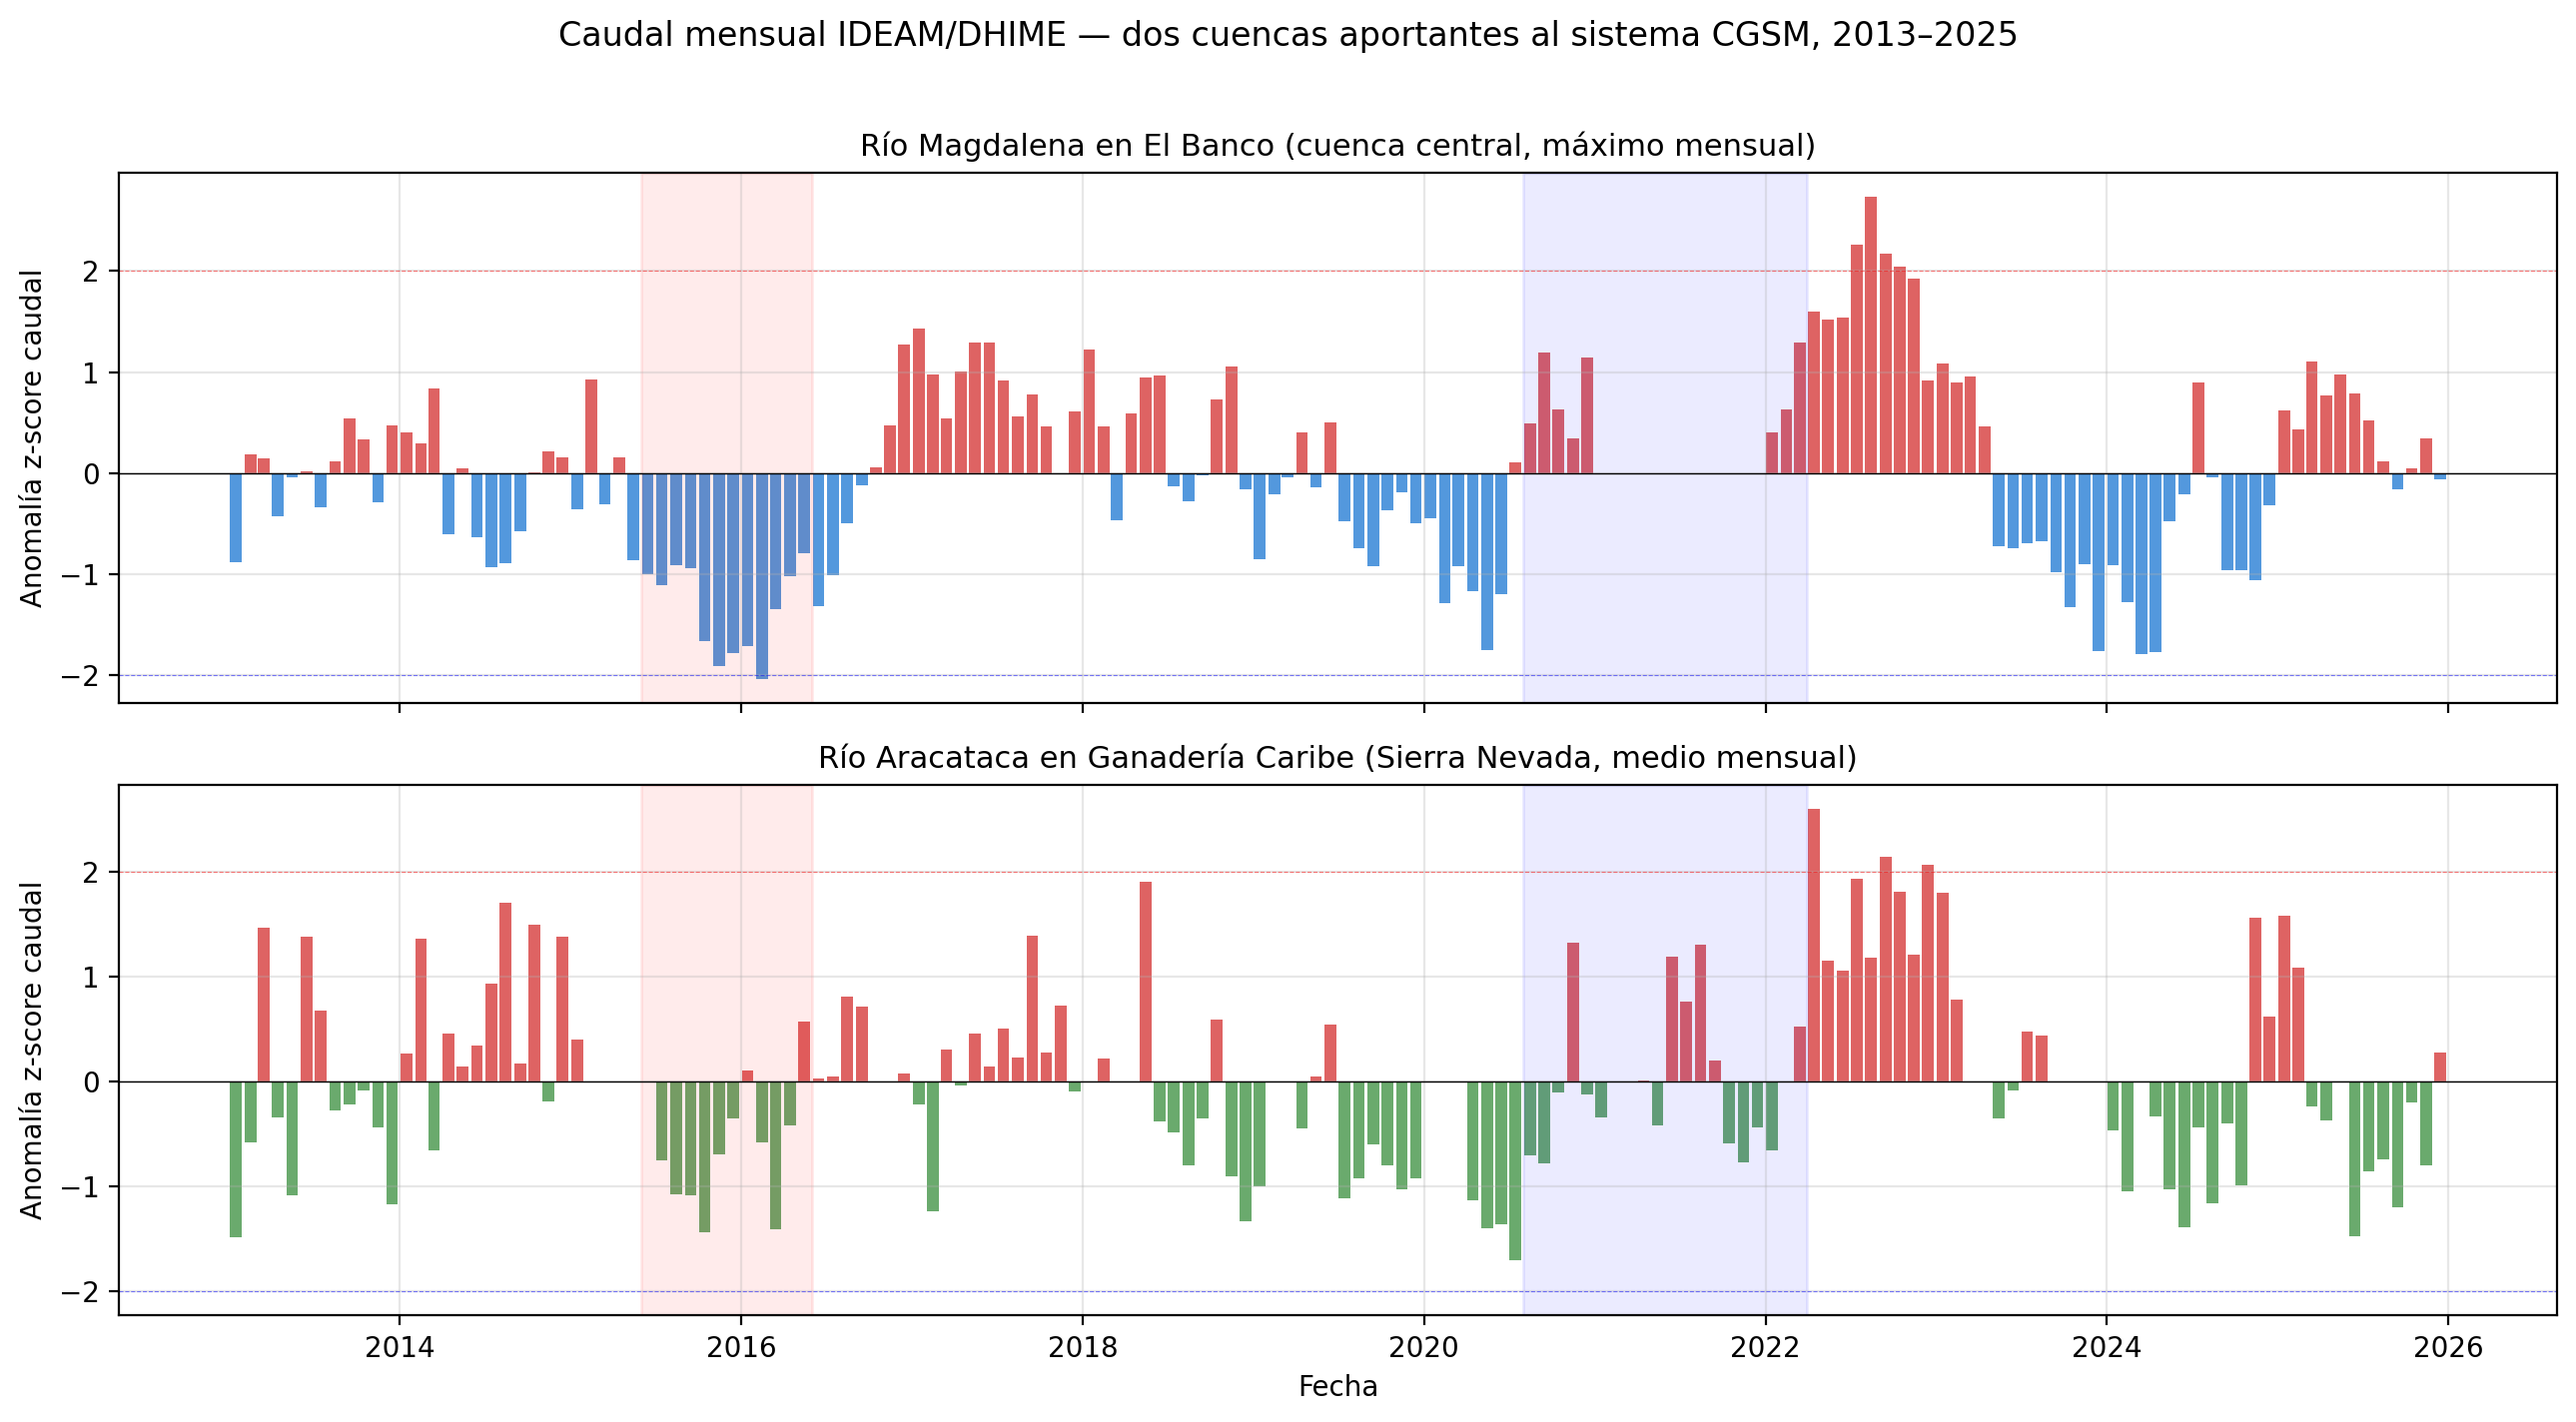 Caudal mensual IDEAM/DHIME — dos cuencas aportantes al sistema CGSM, 2013–2025
Río Magdalena en El Banco (cuenca central, máximo mensual)
Anomalía z-score caudal
2
1
0
−1
−2
Río Aracataca en Ganadería Caribe (Sierra Nevada, medio mensual)
Anomalía z-score caudal
2
1
0
−1
−2
2014 2016 2018 2020 2022 2024 2026
Fecha